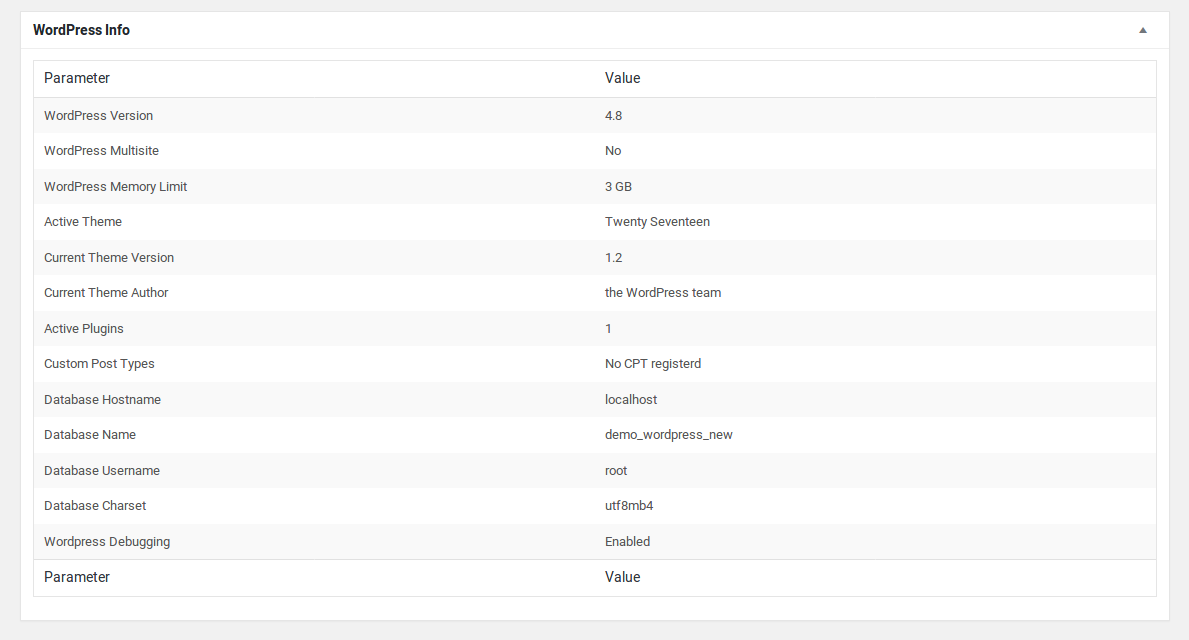 WordPress Info
Parameter Value
WordPress Version 4.8
WordPress Multisite No
WordPress Memory Limit 3 GB
Active Theme Twenty Seventeen
Current Theme Version 1.2
Current Theme Author the WordPress team
Active Plugins 1
Custom Post Types No CPT registerd
Database Hostname localhost
Database Name demo_wordpress_new
Database Username root
Database Charset utf8mb4
Wordpress Debugging Enabled
Parameter Value